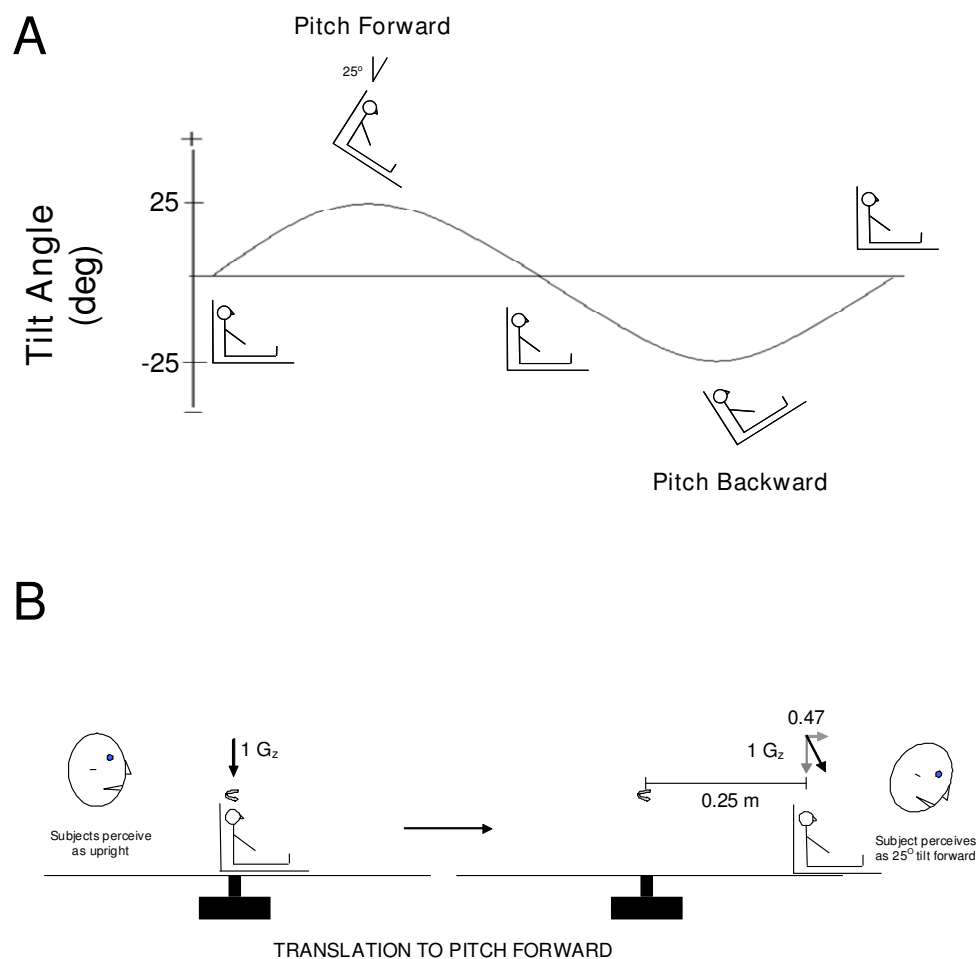 A
Pitch Forward
25°
+
25
-25
–
Tilt Angle
(deg)
Pitch Backward
B
1 Gz
Subjects perceive
as upright
0.47
1 Gz
0.25 m
Subject perceives
as 25° tilt forward
TRANSLATION TO PITCH FORWARD